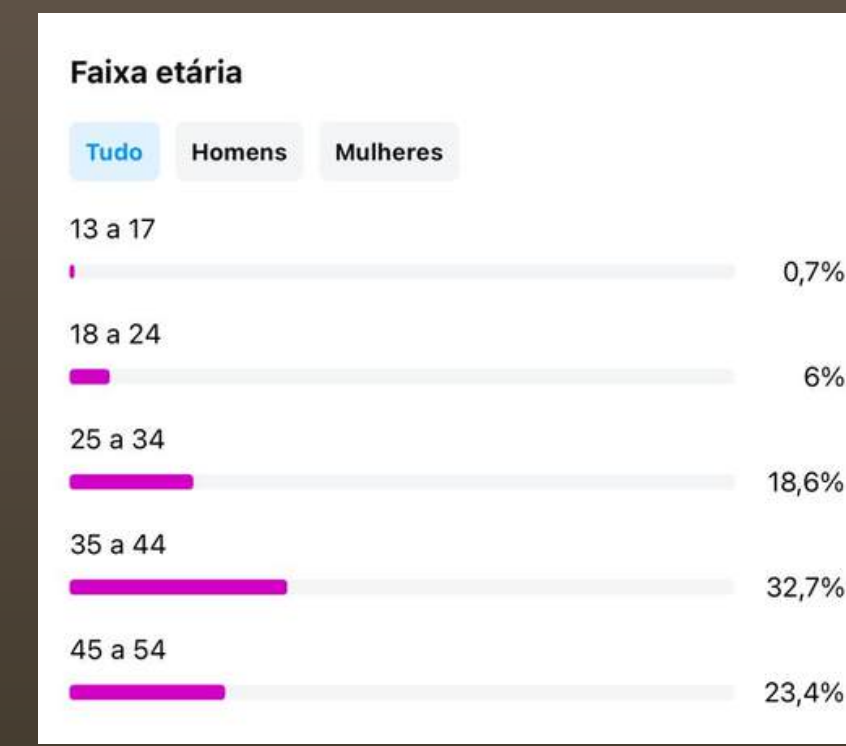 Faixa etária
Tudo Homens Mulheres
13 a 17
0,7%
18 a 24
6%
25 a 34
18,6%
35 a 44
32,7%
45 a 54
23,4%